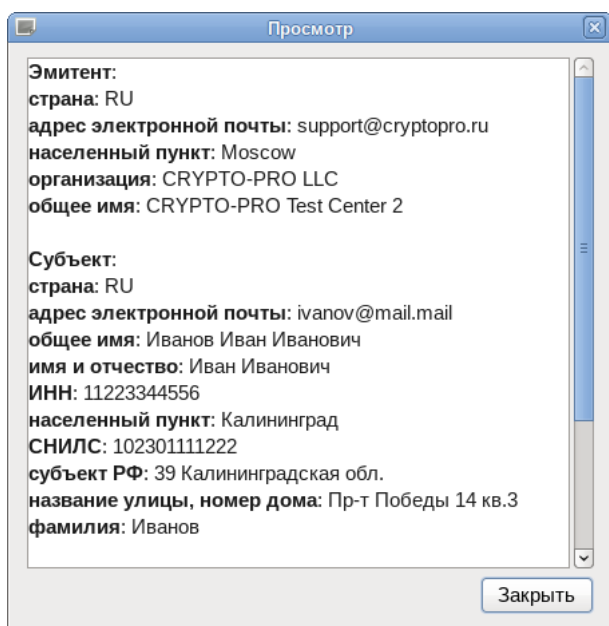 Просмотр
Эмитент:
страна: RU
адрес электронной почты: support@cryptopro.ru
населенный пункт: Moscow
организация: CRYPTO-PRO LLC
общее имя: CRYPTO-PRO Test Center 2
Субъект:
страна: RU
адрес электронной почты: ivanov@mail.mail
общее имя: Иванов Иван Иванович
имя и отчество: Иван Иванович
ИНН: 11223344556
населенный пункт: Калининград
СНИЛС: 102301111222
субъект РФ: 39 Калининградская обл.
название улицы, номер дома: Пр-т Победы 14 кв.3
фамилия: Иванов
Закрыть